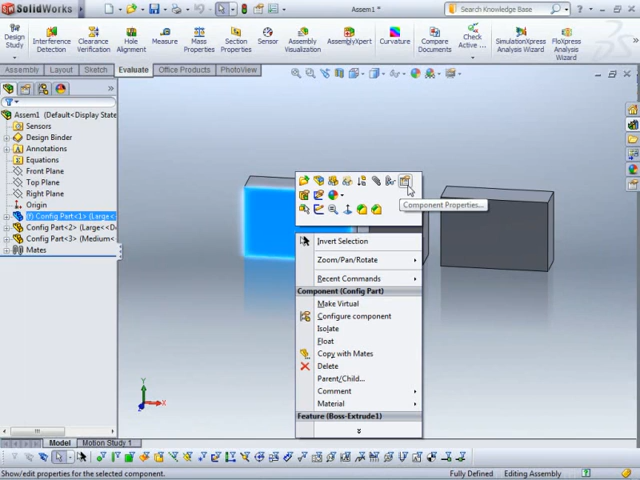 SolidWorks
Assem1
Search Knowledge Base
Design Study
Interference Detection
Clearance Verification
Hole Alignment
Measure
Mass Properties
Section Properties
Sensor
Assembly Visualization
AssemblyXpert
Curvature
Compare Documents
Check Active ...
SimulationXpress Analysis Wizard
FloXpress Analysis Wizard
Assembly
Layout
Sketch
Evaluate
Office Products
PhotoView
Assem1 (Default<Display State
Sensors
Design Binder
Annotations
Equations
Front Plane
Top Plane
Right Plane
Origin
(f) Config Part<1> (Large<
Config Part<2> (Large<<D
Config Part<3> (Medium<
Mates
Component Properties...
Invert Selection
Zoom/Pan/Rotate
Recent Commands
Component (Config Part)
Make Virtual
Configure component
Isolate
Float
Copy with Mates
Delete
Parent/Child...
Comment
Material
Feature (Boss-Extrude1)
Y
X
Model
Motion Study 1
Show/edit properties for the selected component.
Fully Defined
Editing Assembly